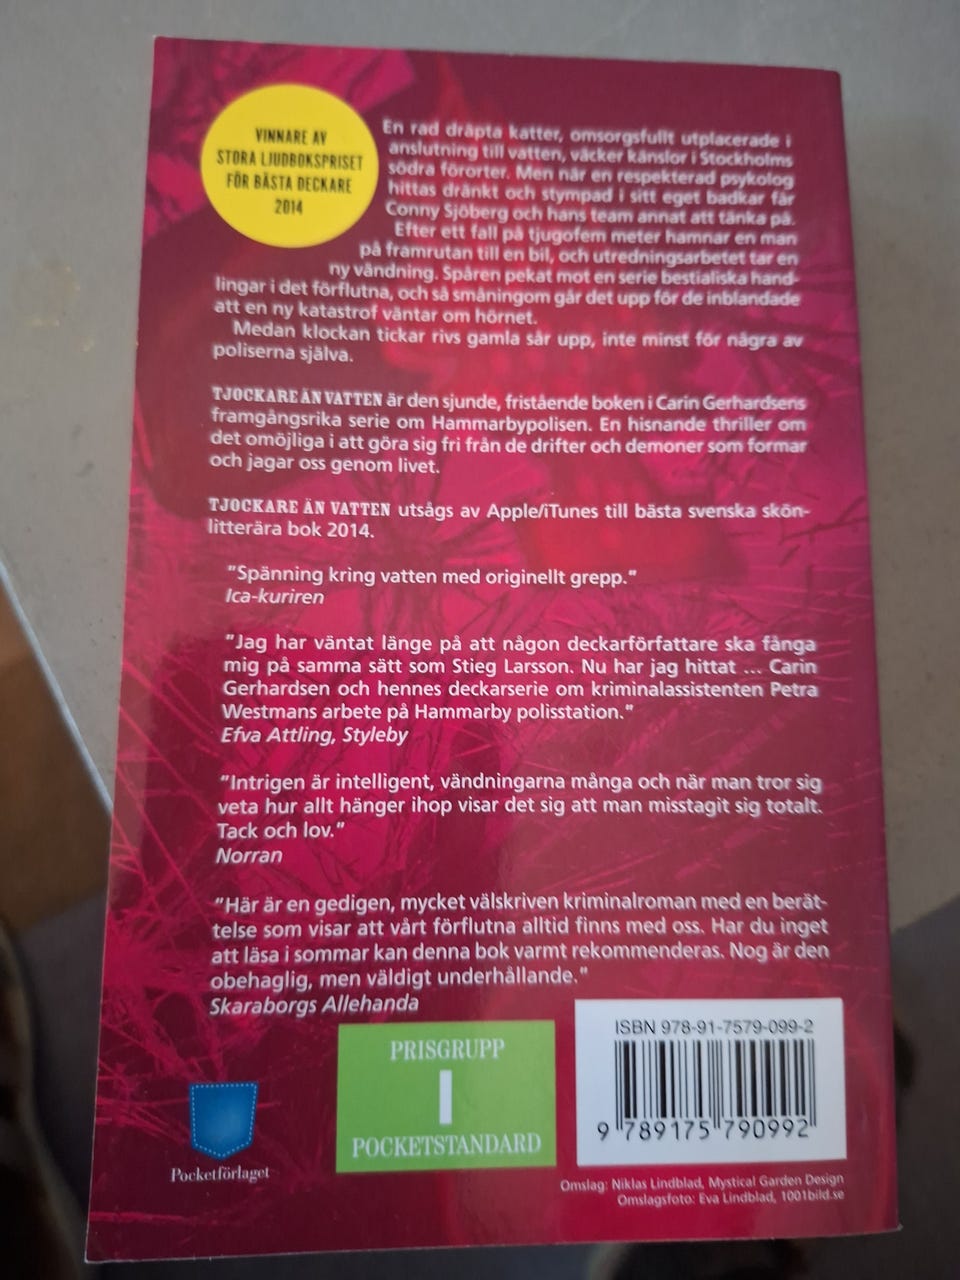 VINNARE AV
STORA LJUDBOKSPRISET
FÖR BÄSTA DECKARE
2014
En rad dräpta katter, omsorgsfullt utplacerade i
anslutning till vatten, väcker känslor i Stockholms
södra förorter. Men när en respekterad psykolog
hittas dränkt och stympad i sitt eget badkar får
Conny Sjöberg och hans team annat att tänka på.
Efter ett fall på tjugofem meter hamnar en man
på framrutan till en bil, och utredningsarbetet tar en
ny vändning. Spåren pekat mot en serie bestialiska hand-
lingar i det förflutna, och så småningom går det upp för de inblandade
att en ny katastrof väntar om hörnet.
Medan klockan tickar rivs gamla sår upp, inte minst för några av
poliserna själva.
TJOCKARE ÄN VATTEN är den sjunde, fristående boken i Carin Gerhardsens
framgångsrika serie om Hammarbypolisen. En hisnande thriller om
det omöjliga i att göra sig fri från de drifter och demoner som formar
och jagar oss genom livet.
TJOCKARE ÄN VATTEN utsågs av Apple/iTunes till bästa svenska skön-
litterära bok 2014.
"Spänning kring vatten med originellt grepp."
Ica-kuriren
"Jag har väntat länge på att någon deckarförfattare ska fånga
mig på samma sätt som Stieg Larsson. Nu har jag hittat ... Carin
Gerhardsen och hennes deckarserie om kriminalassistenten Petra
Westmans arbete på Hammarby polisstation."
Efva Attling, Styleby
"Intrigen är intelligent, vändningarna många och när man tror sig
veta hur allt hänger ihop visar det sig att man misstagit sig totalt.
Tack och lov."
Norran
"Här är en gedigen, mycket välskriven kriminalroman med en berät-
telse som visar att vårt förflutna alltid finns med oss. Har du inget
att läsa i sommar kan denna bok varmt rekommenderas. Nog är den
obehaglig, men väldigt underhållande."
Skaraborgs Allehanda
PRISGRUPP
I
POCKETSTANDARD
ISBN 978-91-7579-099-2
9 789175 790992
Pocketförlaget
Omslag: Niklas Lindblad, Mystical Garden Design
Omslagsfoto: Eva Lindblad, 1001bild.se